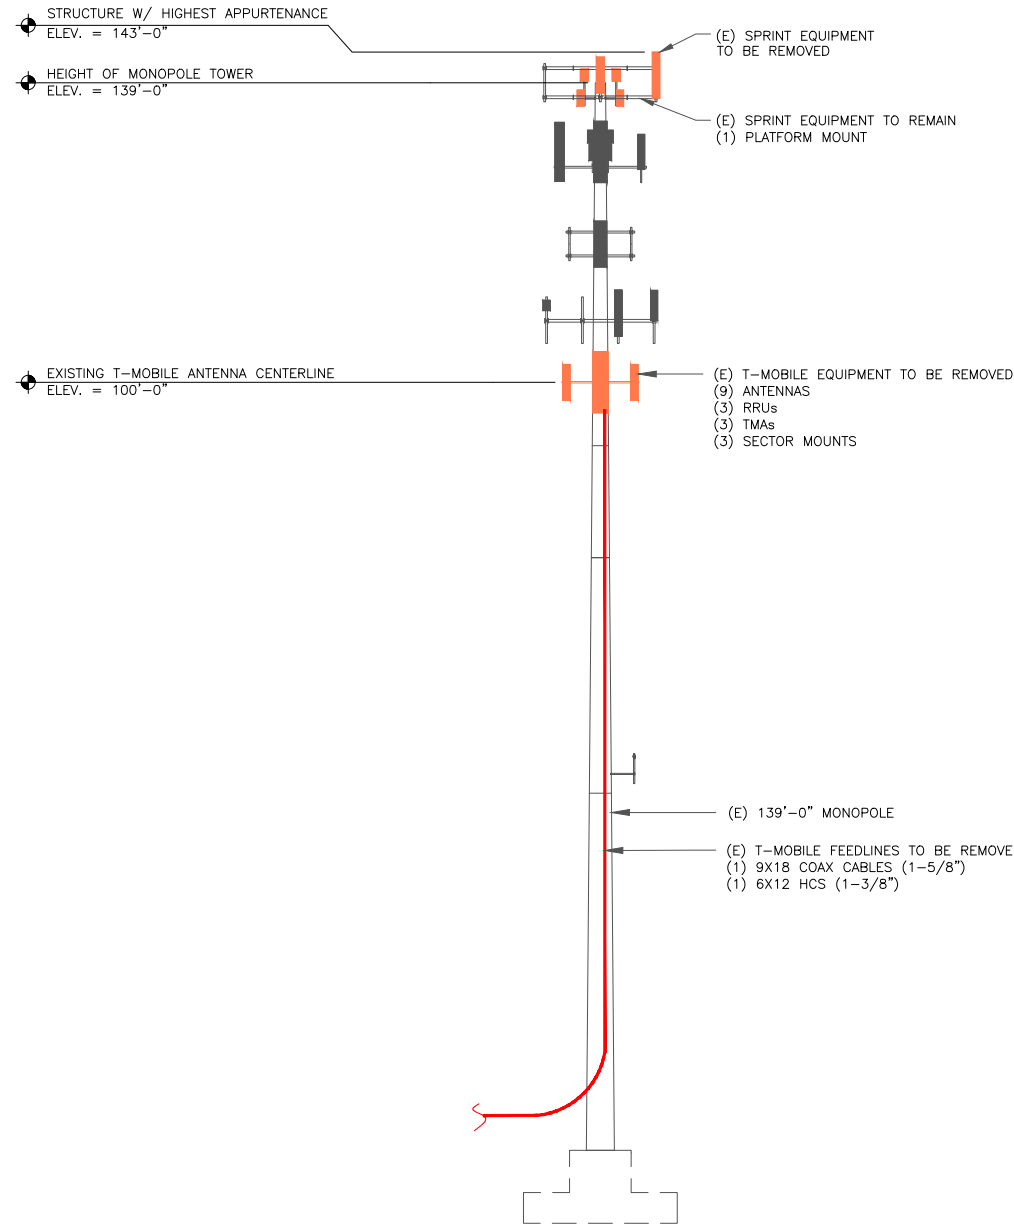 STRUCTURE W/ HIGHEST APPURTENANCE
ELEV. = 143'-0"
(E) SPRINT EQUIPMENT
TO BE REMOVED
HEIGHT OF MONOPOLE TOWER
ELEV. = 139'-0"
(E) SPRINT EQUIPMENT TO REMAIN
(1) PLATFORM MOUNT
EXISTING T-MOBILE ANTENNA CENTERLINE
ELEV. = 100'-0"
(E) T-MOBILE EQUIPMENT TO BE REMOVED
(9) ANTENNAS
(3) RRUs
(3) TMAs
(3) SECTOR MOUNTS
(E) 139'-0" MONOPOLE
(E) T-MOBILE FEEDLINES TO BE REMOVE
(1) 9X18 COAX CABLES (1-5/8")
(1) 6X12 HCS (1-3/8")